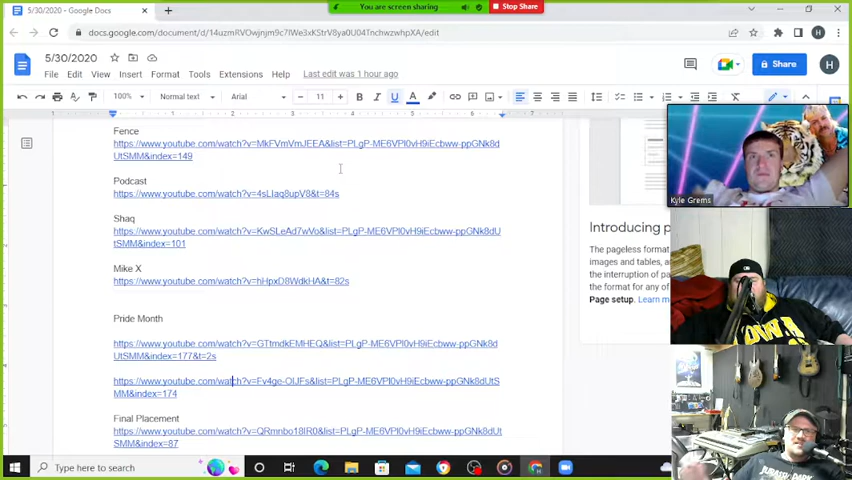 5/30/2020 - Google Docs
You are screen sharing
Stop Share
docs.google.com/document/d/14uzmRVOwjnjm9c7IWe3xKStrV8ya0U04TnchwzwhpXA/edit
5/30/2020
File Edit View Insert Format Tools Extensions Help Last edit was 1 hour ago
Share
100% Normal text Arial 11
Fence
https://www.youtube.com/watch?v=MkFVmVmJEEA&list=PLgP-ME6VPl0vH9iEcbww-ppGNk8d
UtSMM&index=149
Podcast
https://www.youtube.com/watch?v=4sLIaq8upV8&t=84s
Shaq
https://www.youtube.com/watch?v=KwSLeAd7wVo&list=PLgP-ME6VPl0vH9iEcbww-ppGNk8dU
tSMM&index=101
Mike X
https://www.youtube.com/watch?v=hHpxD8WdkHA&t=82s
Pride Month
https://www.youtube.com/watch?v=GTtmdkEMHEQ&list=PLgP-ME6VPl0vH9iEcbww-ppGNk8d
UtSMM&index=177&t=2s
https://www.youtube.com/watch?v=Fv4ge-OIJFs&list=PLgP-ME6VPl0vH9iEcbww-ppGNk8dUtS
MM&index=174
Final Placement
https://www.youtube.com/watch?v=QRmnbo18IR0&list=PLgP-ME6VPl0vH9iEcbww-ppGNk8dUt
SMM&index=87
Introducing p
The pageless format
images and tables, a
the interruption of pa
the format for any of
Page setup. Learn
Kyle Grems
JURASSIC PARK
Type here to search